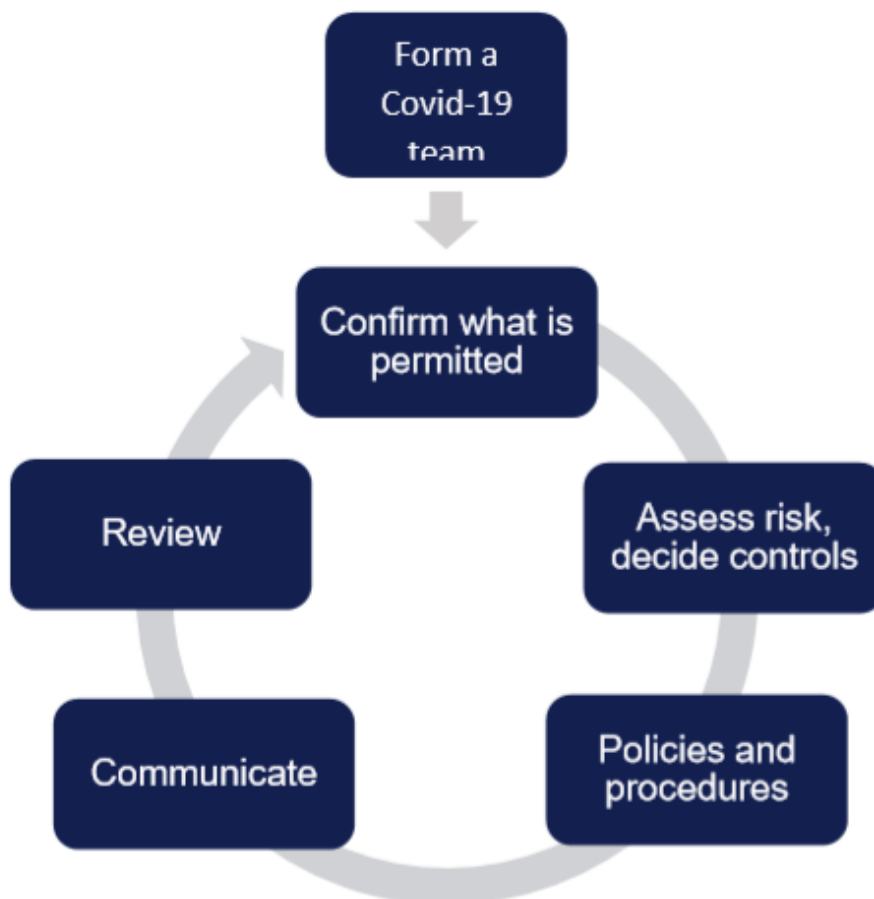 Form a
Covid-19
team
Confirm what is
permitted
Assess risk,
decide controls
Policies and
procedures
Communicate
Review